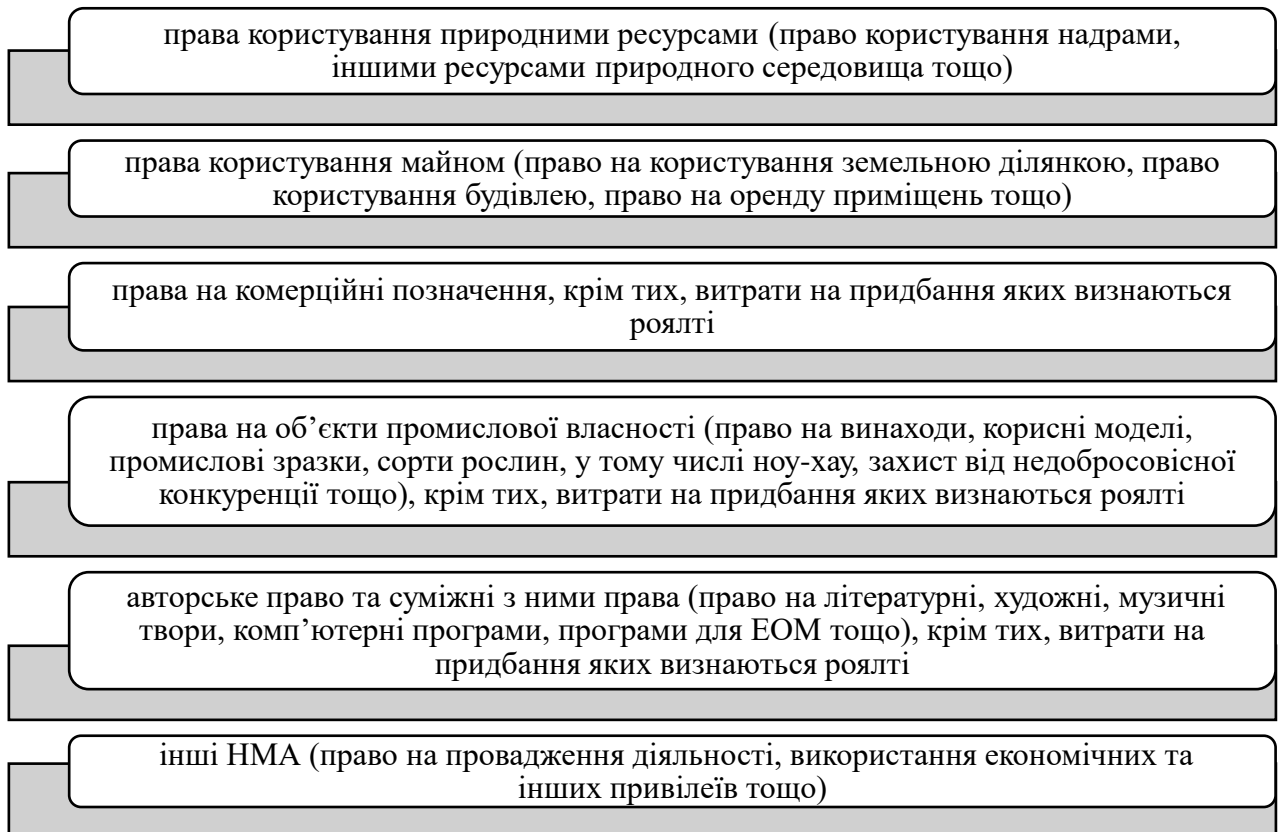 права користування природними ресурсами (право користування надрами,
іншими ресурсами природного середовища тощо)
права користування майном (право на користування земельною ділянкою, право
користування будівлею, право на оренду приміщень тощо)
права на комерційні позначення, крім тих, витрати на придбання яких визнаються
роялті
права на об’єкти промислової власності (право на винаходи, корисні моделі,
промислові зразки, сорти рослин, у тому числі ноу-хау, захист від недобросовісної
конкуренції тощо), крім тих, витрати на придбання яких визнаються роялті
авторське право та суміжні з ними права (право на літературні, художні, музичні
твори, комп’ютерні програми, програми для ЕОМ тощо), крім тих, витрати на
придбання яких визнаються роялті
інші НМА (право на провадження діяльності, використання економічних та
інших привілеїв тощо)